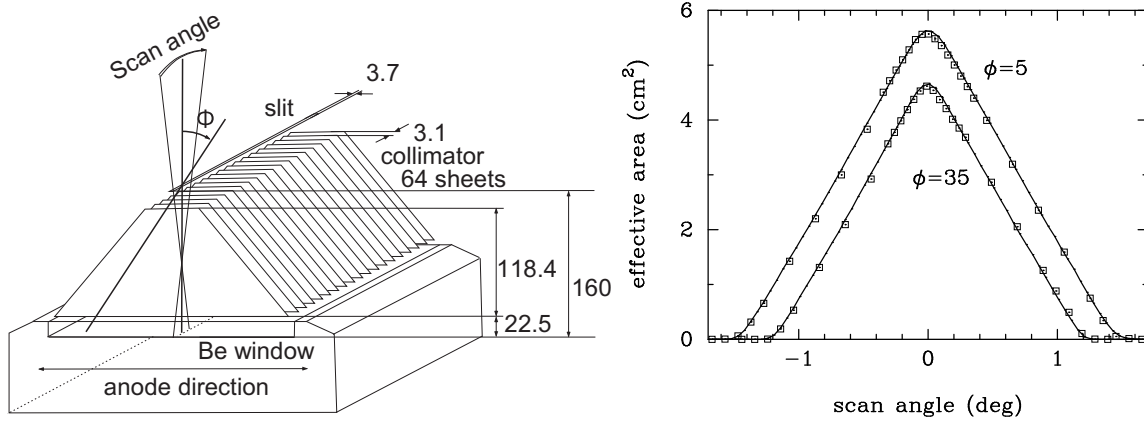 Scan angle
Φ
slit
3.7
3.1
collimator
64 sheets
118.4
160
22.5
Be window
anode direction
effective area (cm²)
6
4
2
0
ϕ=5
ϕ=35
−1 0 1
scan angle (deg)